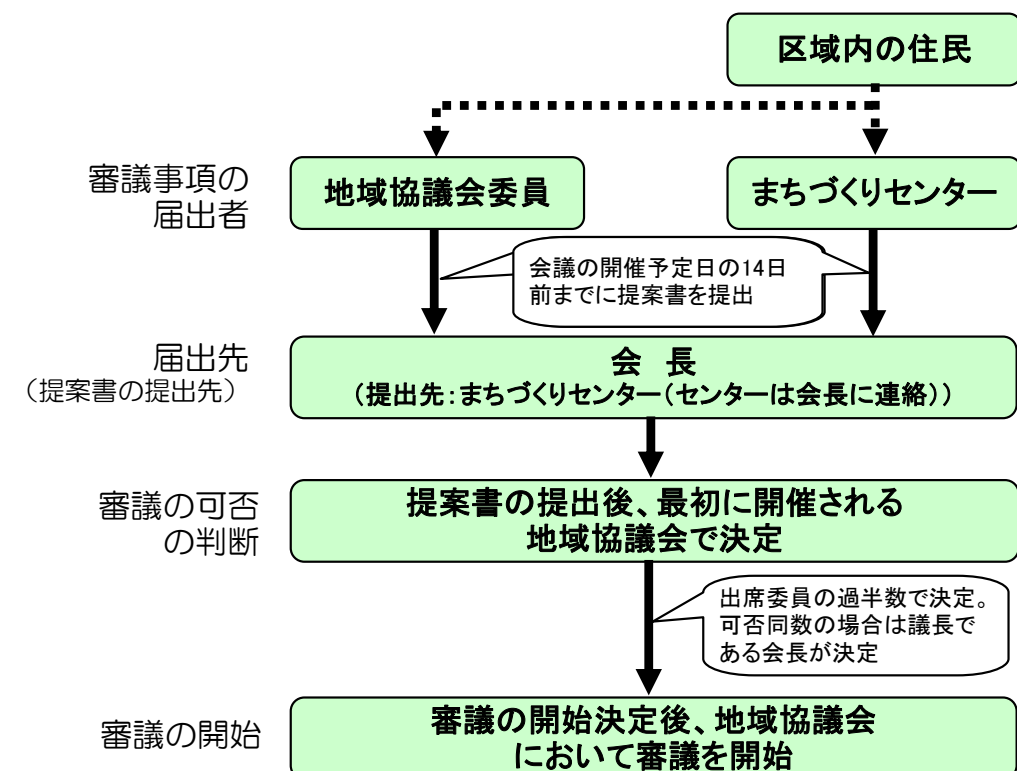 区域内の住民
審議事項の
届出者
地域協議会委員
まちづくりセンター
会議の開催予定日の14日
前までに提案書を提出
届出先
（提案書の提出先）
会　長
（提出先：まちづくりセンター（センターは会長に連絡））
審議の可否
の判断
提案書の提出後、最初に開催される
地域協議会で決定
出席委員の過半数で決定。
可否同数の場合は議長で
ある会長が決定
審議の開始
審議の開始決定後、地域協議会
において審議を開始